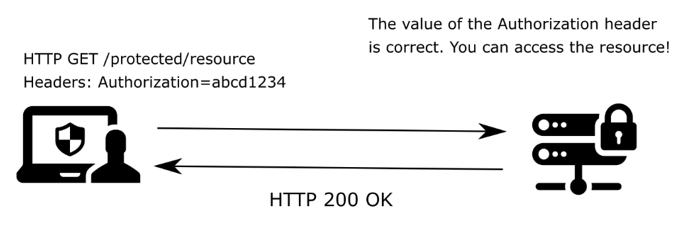 The value of the Authorization header
is correct. You can access the resource!
HTTP GET /protected/resource
Headers: Authorization=abcd1234
HTTP 200 OK